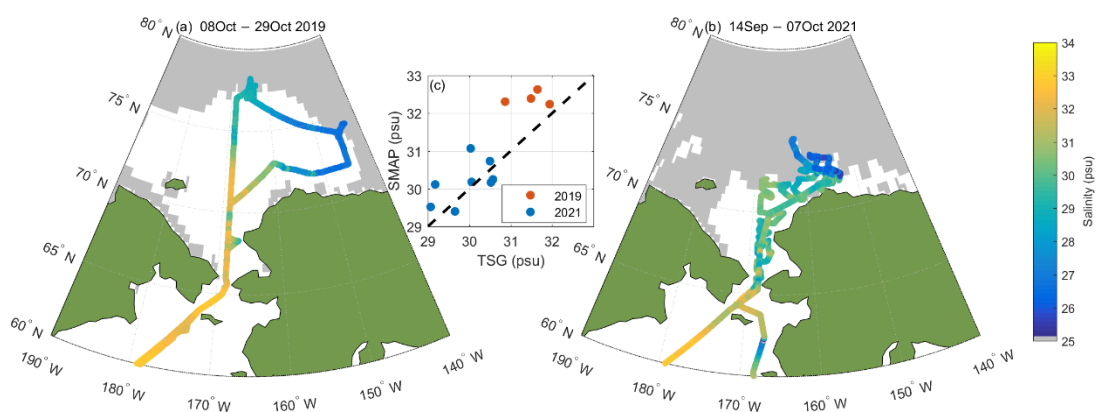 (a) 08Oct – 29Oct 2019
80° N
75° N
70° N
65° N
60° N
190° W
180° W
170° W
160° W
150° W
140° W
(c)
33
32
31
30
29
SMAP (psu)
29
30
31
32
TSG (psu)
2019
2021
(b) 14Sep – 07Oct 2021
80° N
75° N
70° N
65° N
60° N
190° W
180° W
170° W
160° W
150° W
140° W
34
33
32
31
30
29
28
27
26
25
Salinity (psu)